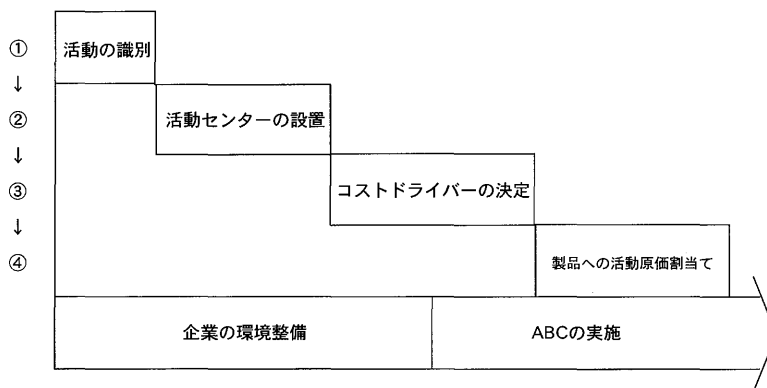 ① 活動の識別
↓
② 活動センターの設置
↓
③ コストドライバーの決定
↓
④ 製品への活動原価割当て
企業の環境整備 ABCの実施